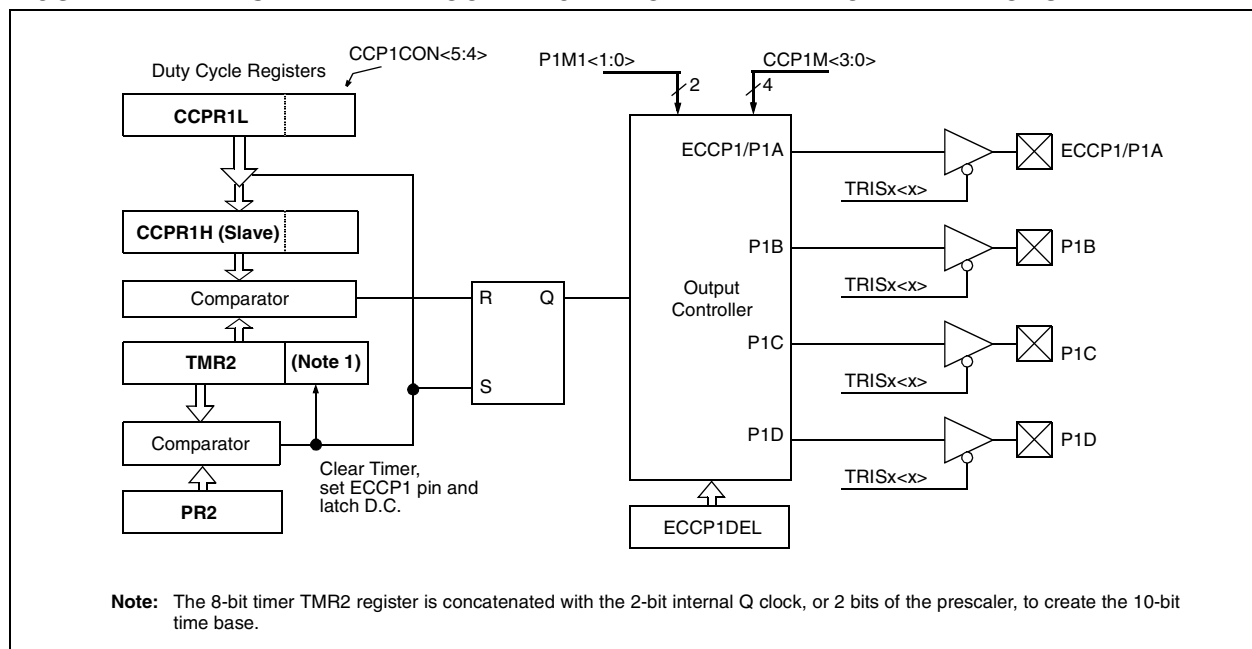 CCP1CON<5:4>
Duty Cycle Registers
CCPR1L
CCPR1H (Slave)
Comparator
TMR2
(Note 1)
Comparator
PR2
Clear Timer,
set ECCP1 pin and
latch D.C.
R
Q
S
P1M1<1:0>
2
CCP1M<3:0>
4
Output
Controller
ECCP1/P1A
P1B
P1C
P1D
ECCP1DEL
TRISx<x>
ECCP1/P1A
TRISx<x>
P1B
TRISx<x>
P1C
TRISx<x>
P1D
Note: The 8-bit timer TMR2 register is concatenated with the 2-bit internal Q clock, or 2 bits of the prescaler, to create the 10-bit
time base.